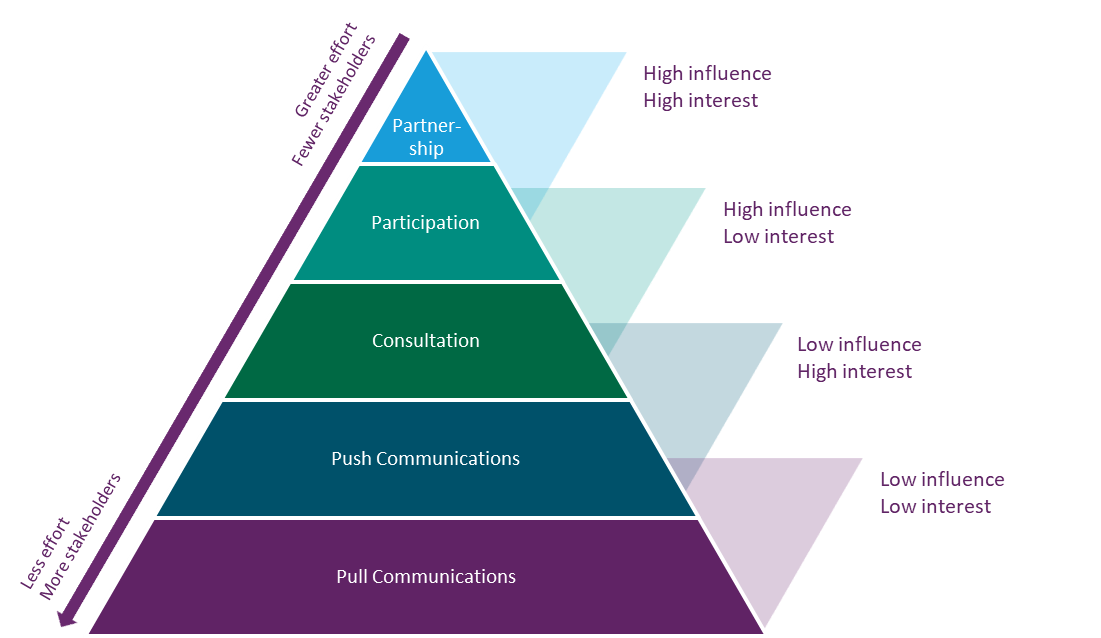 Greater effort
Fewer stakeholders
Partner-
ship
High influence
High interest
Participation
High influence
Low interest
Consultation
Low influence
High interest
Push Communications
Low influence
Low interest
Less effort
More stakeholders
Pull Communications